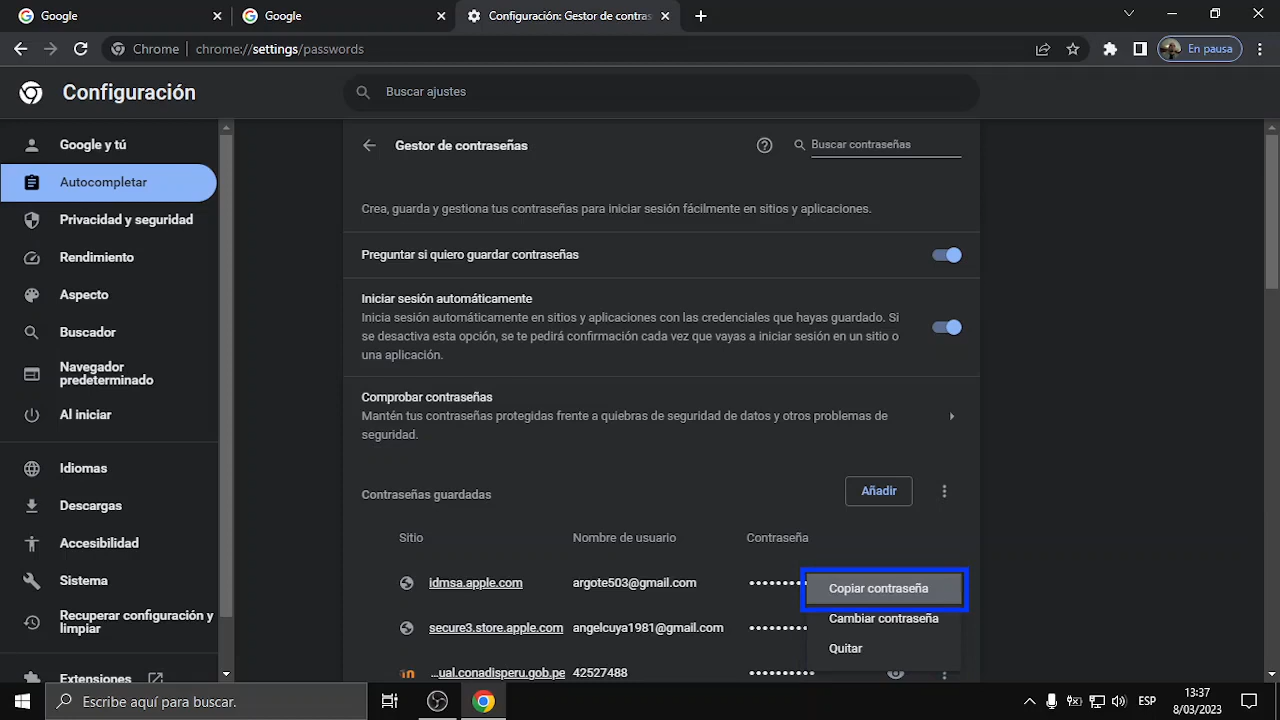 Google
Google
Configuración: Gestor de contras
Chrome
chrome://settings/passwords
En pausa
Configuración
Buscar ajustes
Google y tú
Autocompletar
Privacidad y seguridad
Rendimiento
Aspecto
Buscador
Navegador
predeterminado
Al iniciar
Idiomas
Descargas
Accesibilidad
Sistema
Recuperar configuración y
limpiar
Extensiones
Gestor de contraseñas
Buscar contraseñas
Crea, guarda y gestiona tus contraseñas para iniciar sesión fácilmente en sitios y aplicaciones.
Preguntar si quiero guardar contraseñas
Iniciar sesión automáticamente
Inicia sesión automáticamente en sitios y aplicaciones con las credenciales que hayas guardado. Si
se desactiva esta opción, se te pedirá confirmación cada vez que vayas a iniciar sesión en un sitio o
una aplicación.
Comprobar contraseñas
Mantén tus contraseñas protegidas frente a quiebras de seguridad de datos y otros problemas de
seguridad.
Contraseñas guardadas
Añadir
Sitio Nombre de usuario Contraseña
idmsa.apple.com argote503@gmail.com ••••••••
secure3.store.apple.com angelcuya1981@gmail.com ••••••••
…ual.conadisperu.gob.pe 42527488 ••••••••••
Copiar contraseña
Cambiar contraseña
Quitar
Escribe aquí para buscar.
ESP
13:37
8/03/2023